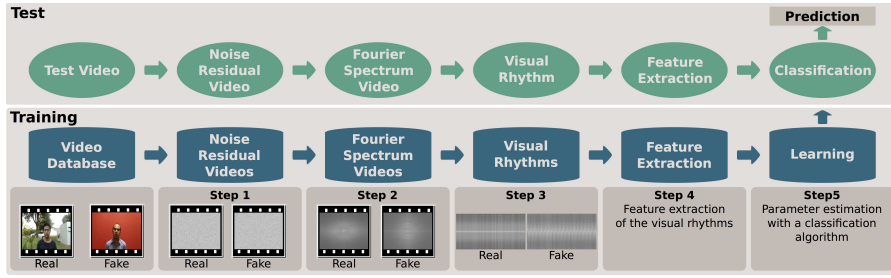 Test
Prediction
Test Video
Noise
Residual
Video
Fourier
Spectrum
Video
Visual
Rhythm
Feature
Extraction
Classification
Training
Video
Database
Noise
Residual
Videos
Fourier
Spectrum
Videos
Visual
Rhythms
Feature
Extraction
Learning
Real
Fake
Step 1
Real
Fake
Step 2
Real
Fake
Step 3
Real
Fake
Step 4
Feature extraction
of the visual rhythms
Step5
Parameter estimation
with a classification
algorithm